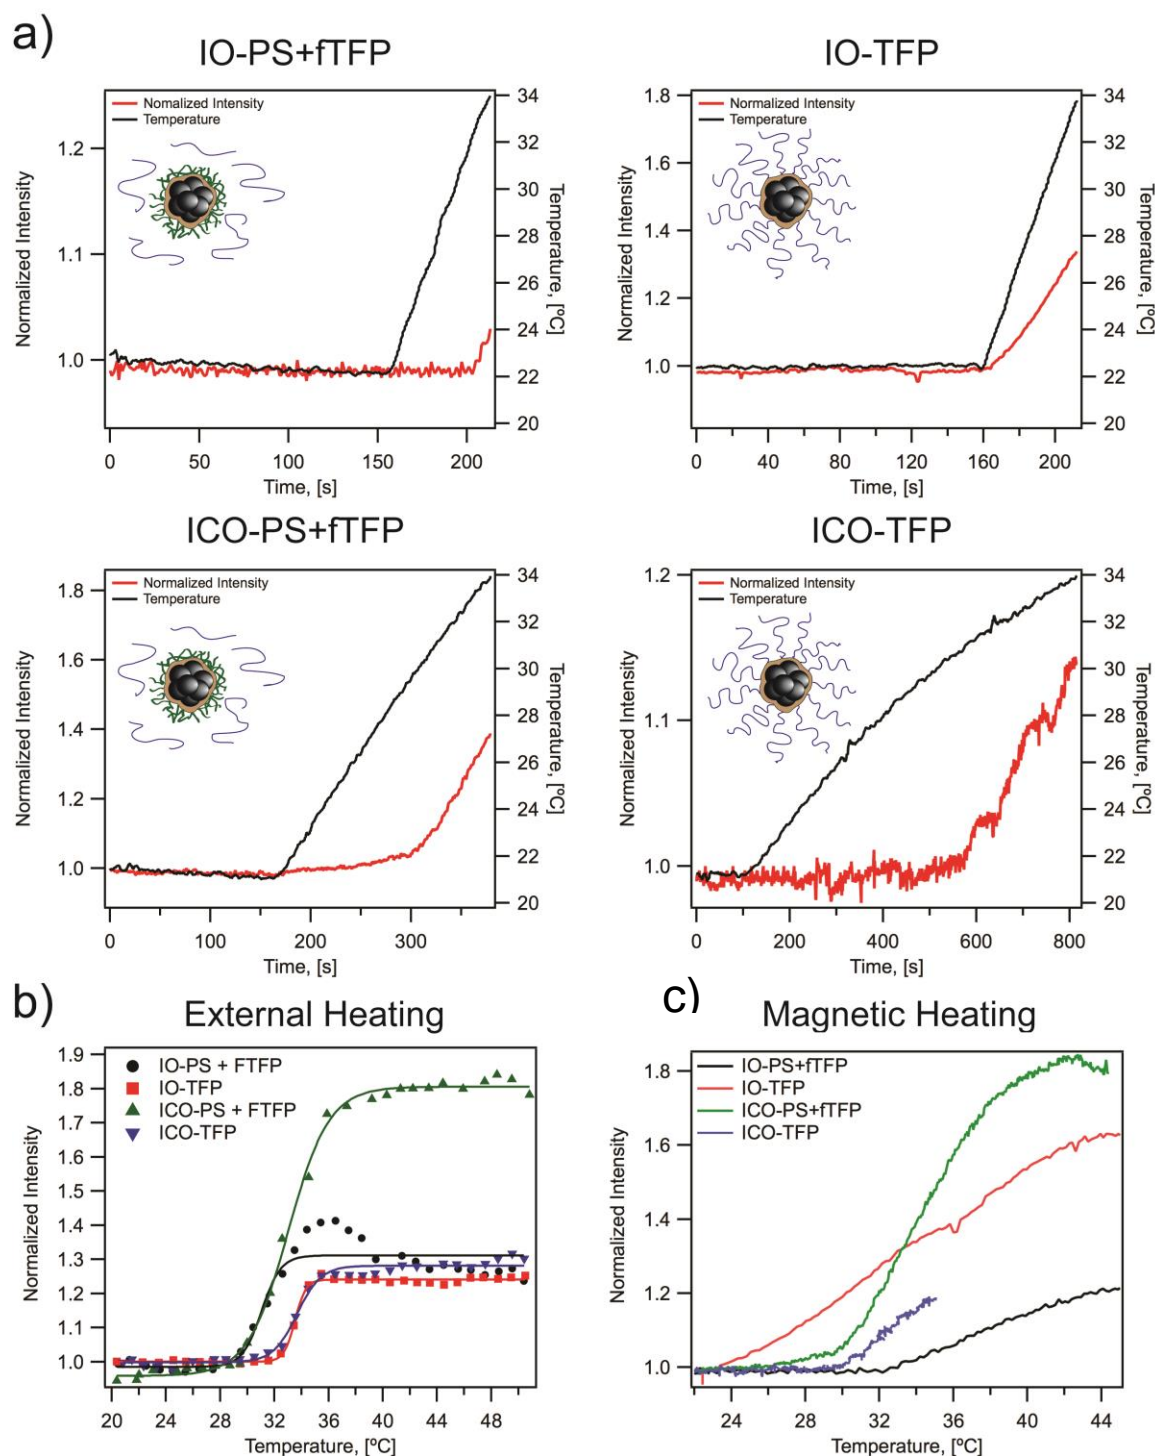 a)
IO-PS+fTFP
Nomalized Intensity
Temperature
1.2
1.1
1.0
34
32
30
28
26
24
22
20
Normalized Intensity
Temperature, [ºC]
0 50 100 150 200
Time, [s]
IO-TFP
Normalized Intensity
Temperature
1.8
1.6
1.4
1.2
1.0
34
32
30
28
26
24
22
20
Normalized Intensity
Temperature, [ºC]
0 40 80 120 160 200
Time, [s]
ICO-PS+fTFP
Normalized Intensity
Temperature
1.8
1.6
1.4
1.2
1.0
34
32
30
28
26
24
22
20
Normalized Intensity
Temperature, [ºC]
0 100 200 300
Time, [s]
ICO-TFP
Normalized Intensity
Temperature
1.2
1.1
1.0
34
32
30
28
26
24
22
20
Normalized Intensity
Temperature, [ºC]
0 200 400 600 800
Time, [s]
b)
External Heating
IO-PS + FTFP
IO-TFP
ICO-PS + FTFP
ICO-TFP
1.9
1.8
1.7
1.6
1.5
1.4
1.3
1.2
1.1
1.0
Normalized Intensity
20 24 28 32 36 40 44 48
Temperature, [ºC]
c)
Magnetic Heating
IO-PS+fTFP
IO-TFP
ICO-PS+fTFP
ICO-TFP
1.8
1.6
1.4
1.2
1.0
Normalized Intensity
24 28 32 36 40 44
Temperature, [ºC]